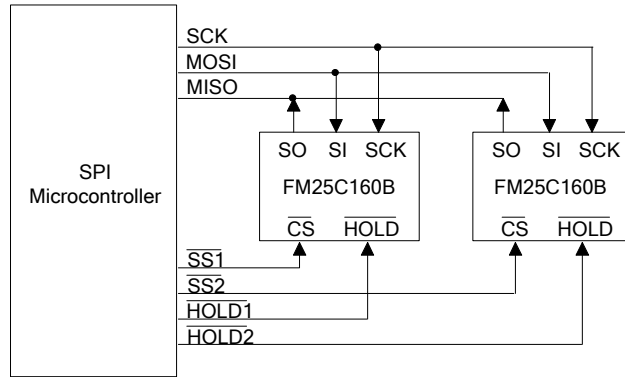 SCK
MOSI
MISO
SO SI SCK
SO SI SCK
SPI
Microcontroller
FM25C160B
FM25C160B
CS HOLD
CS HOLD
SS1
SS2
HOLD1
HOLD2